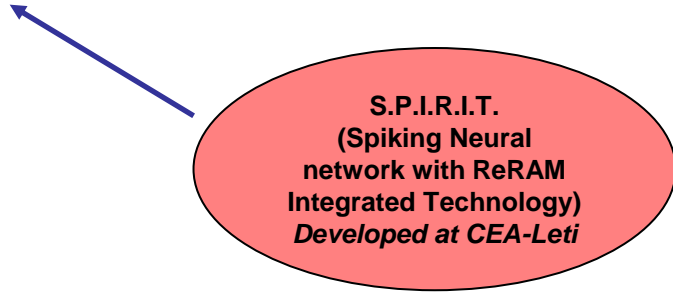 S.P.I.R.I.T.
(Spiking Neural
network with ReRAM
Integrated Technology)
Developed at CEA-Leti